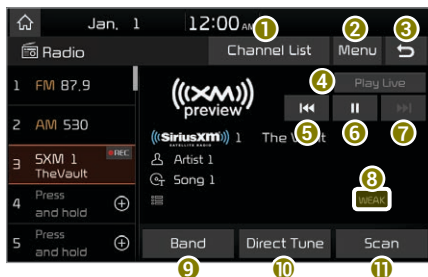 Jan. 1 12:00 AM
1 2 3
Radio Channel List Menu
4 Play Live
1 FM 87.9
((XM)) preview
5 6 7
2 AM 530
((SiriusXM)) 1 The Vault
SATELLITE RADIO
3 SXM 1 REC
TheVault
Artist 1
Song 1
8
WEAK
4 Press and hold
5 Press and hold
Band Direct Tune Scan
9 10 11